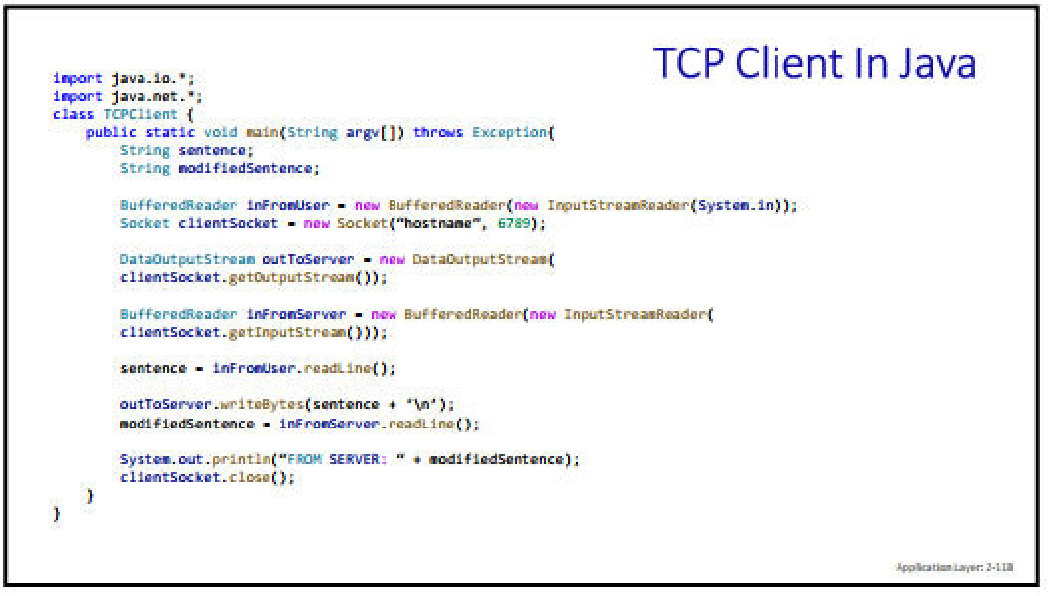 TCP Client In Java
import java.io.*;
import java.net.*;
class TCPClient {
public static void main(String argv[]) throws Exception{
String sentence;
String modifiedSentence;
BufferedReader inFromUser = new BufferedReader(new InputStreamReader(System.in));
Socket clientSocket = new Socket(“hostname”, 6789);
DataOutputStream outToServer = new DataOutputStream(
clientSocket.getOutputStream());
BufferedReader inFromServer = new BufferedReader(new InputStreamReader(
clientSocket.getInputStream()));
sentence = inFromUser.readLine();
outToServer.writeBytes(sentence + ‘\n’);
modifiedSentence = inFromServer.readLine();
System.out.println(“FROM SERVER: “ + modifiedSentence);
clientSocket.close();
}
}
Application Layer: 2-118